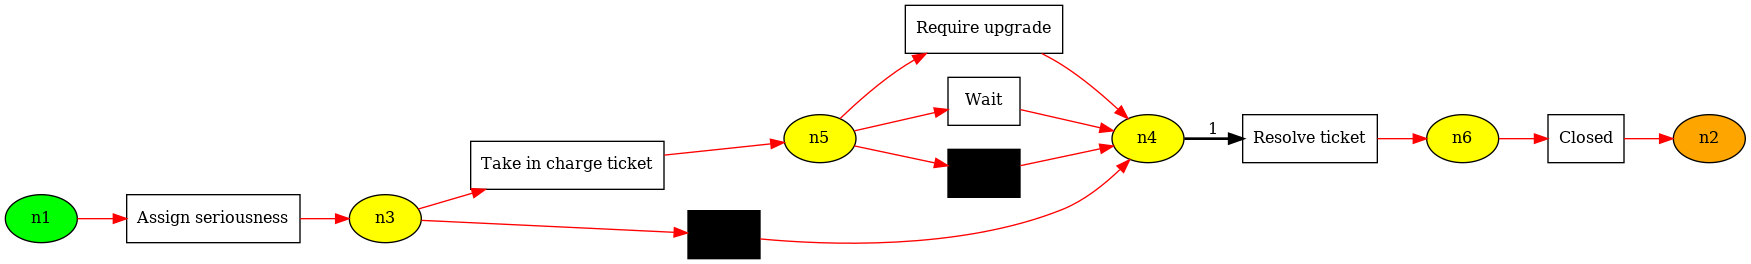 n1
Assign seriousness
n3
Take in charge ticket
n5
Require upgrade
Wait
n4
1
Resolve ticket
n6
Closed
n2